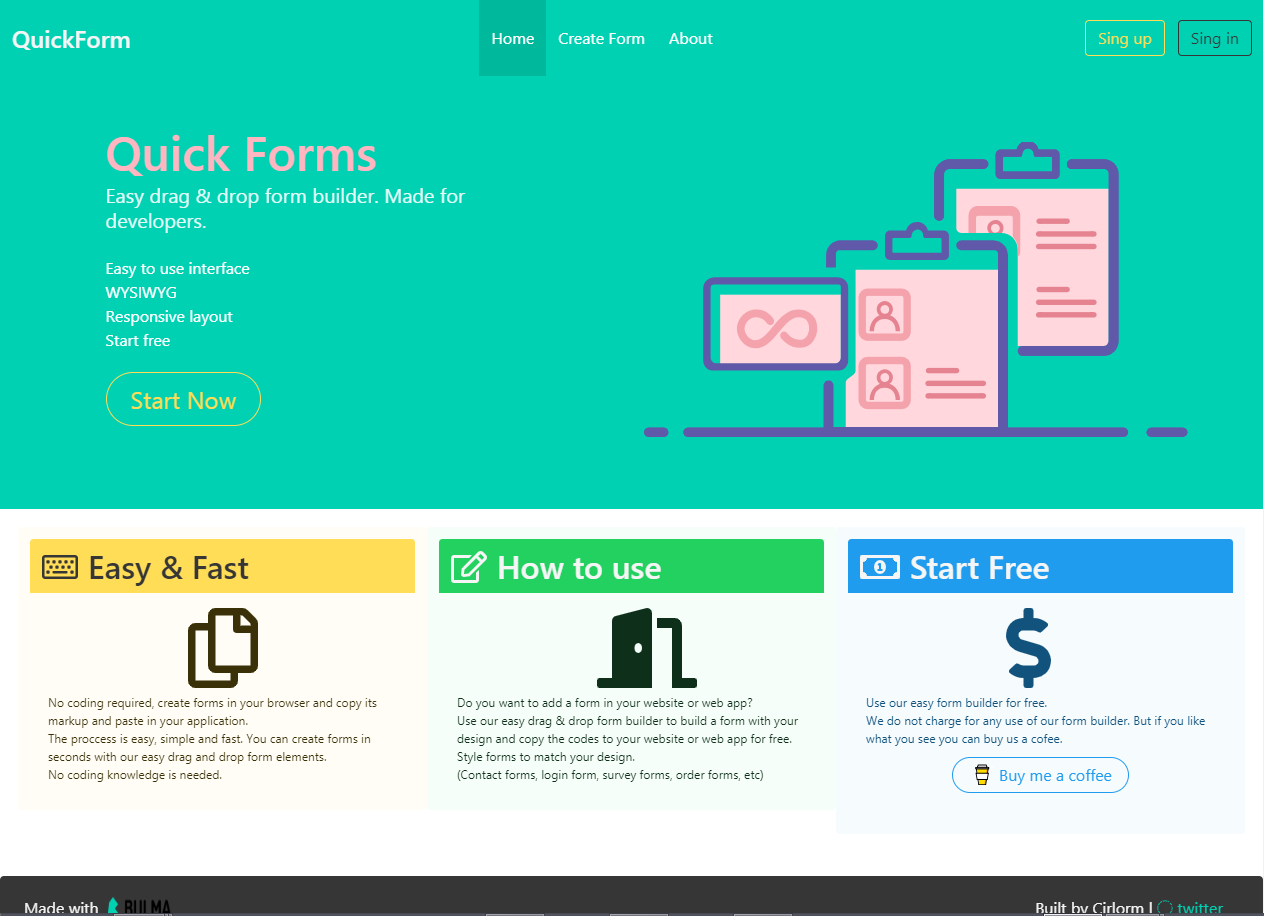 QuickForm
Home
Create Form
About
Sing up
Sing in
Quick Forms
Easy drag & drop form builder. Made for
developers.
Easy to use interface
WYSIWYG
Responsive layout
Start free
Start Now
Easy & Fast
No coding required, create forms in your browser and copy its
markup and paste in your application.
The proccess is easy, simple and fast. You can create forms in
seconds with our easy drag and drop form elements.
No coding knowledge is needed.
How to use
Do you want to add a form in your website or web app?
Use our easy drag & drop form builder to build a form with your
design and copy the codes to your website or web app for free.
Style forms to match your design.
(Contact forms, login form, survey forms, order forms, etc)
1
Start Free
Use our easy form builder for free.
We do not charge for any use of our form builder. But if you like
what you see you can buy us a cofee.
Buy me a coffee
Made with BULMA
Built by Cirlorm | twitter